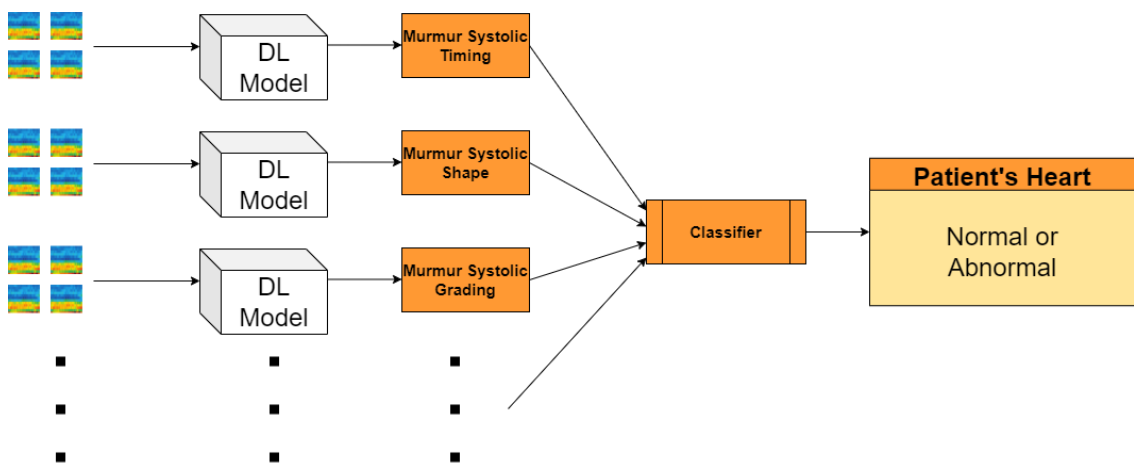 DL
Model
Murmur Systolic
Timing
DL
Model
Murmur Systolic
Shape
DL
Model
Murmur Systolic
Grading
Classifier
Patient's Heart
Normal or
Abnormal